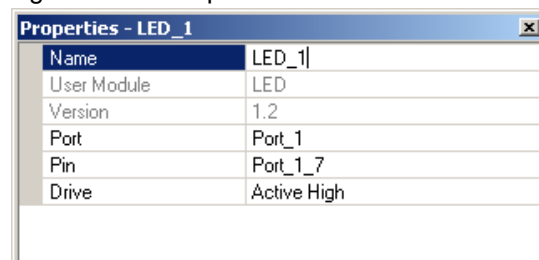 Properties - LED_1
Name LED_1
User Module LED
Version 1.2
Port Port_1
Pin Port_1_7
Drive Active High